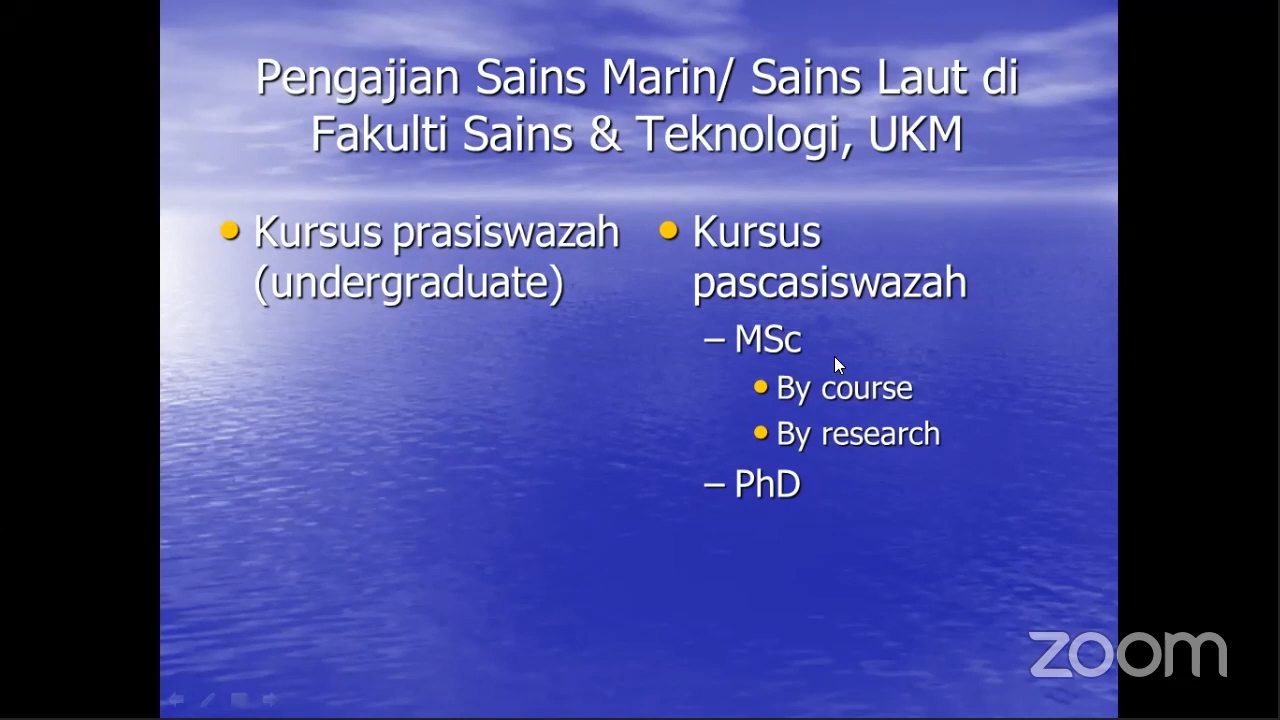 Pengajian Sains Marin/ Sains Laut di
Fakulti Sains & Teknologi, UKM
Kursus prasiswazah
(undergraduate)
Kursus
pascasiswazah
– MSc
By course
By research
– PhD
zoom